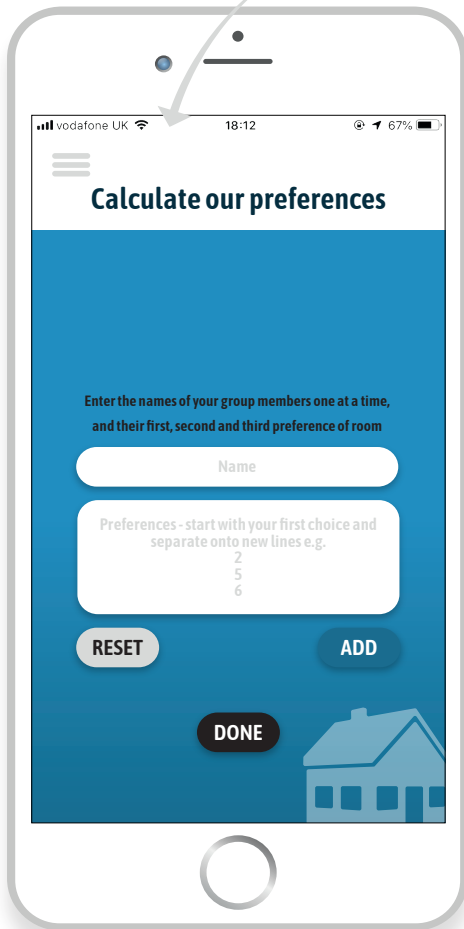 vodafone UK 18:12 67%
Calculate our preferences
Enter the names of your group members one at a time,
and their first, second and third preference of room
Name
Preferences - start with your first choice and
separate onto new lines e.g.
2
5
6
RESET ADD
DONE